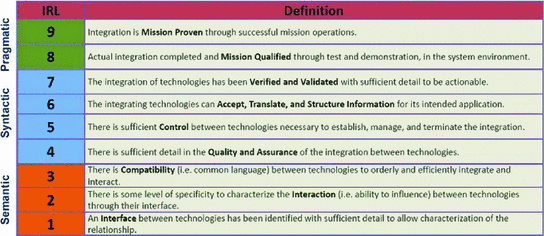 IRL Definition
Pragmatic
9 Integration is Mission Proven through successful mission operations.
8 Actual integration completed and Mission Qualified through test and demonstration, in the system environment.
Syntactic
7 The integration of technologies has been Verified and Validated with sufficient detail to be actionable.
6 The integrating technologies can Accept, Translate, and Structure Information for its intended application.
5 There is sufficient Control between technologies necessary to establish, manage, and terminate the integration.
4 There is sufficient detail in the Quality and Assurance of the integration between technologies.
Semantic
3 There is Compatibility (i.e. common language) between technologies to orderly and efficiently integrate and
interact.
2 There is some level of specificity to characterize the Interaction (i.e. ability to influence) between technologies
through their interface.
1 An Interface between technologies has been identified with sufficient detail to allow characterization of the
relationship.